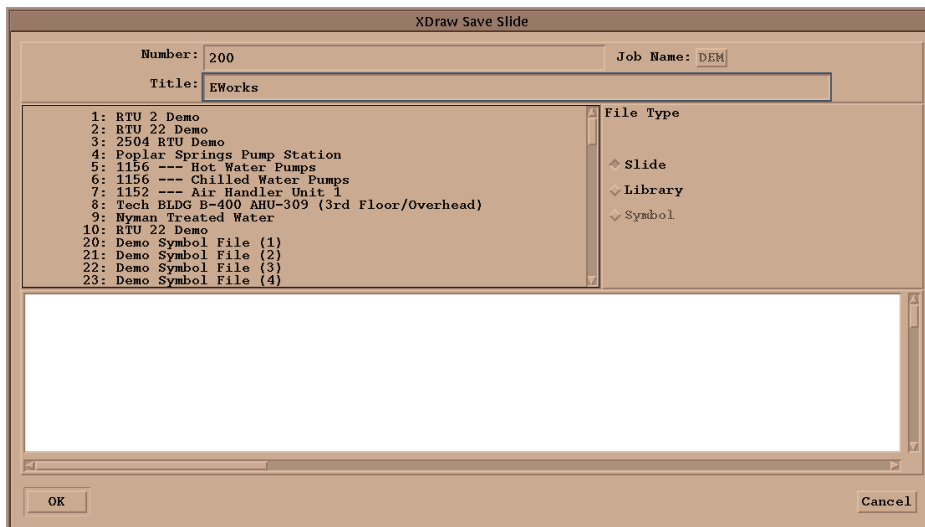 XDraw Save Slide
Number: 200
Job Name: DEM
Title: EWorks
1: RTU 2 Demo
2: RTU 22 Demo
3: 2504 RTU Demo
4: Poplar Springs Pump Station
5: 1156 --- Hot Water Pumps
6: 1156 --- Chilled Water Pumps
7: 1152 --- Air Handler Unit 1
8: Tech BLDG B-400 AHU-309 (3rd Floor/Overhead)
9: Nyman Treated Water
10: RTU 22 Demo
20: Demo Symbol File (1)
21: Demo Symbol File (2)
22: Demo Symbol File (3)
23: Demo Symbol File (4)
File Type
Slide
Library
Symbol
OK
Cancel